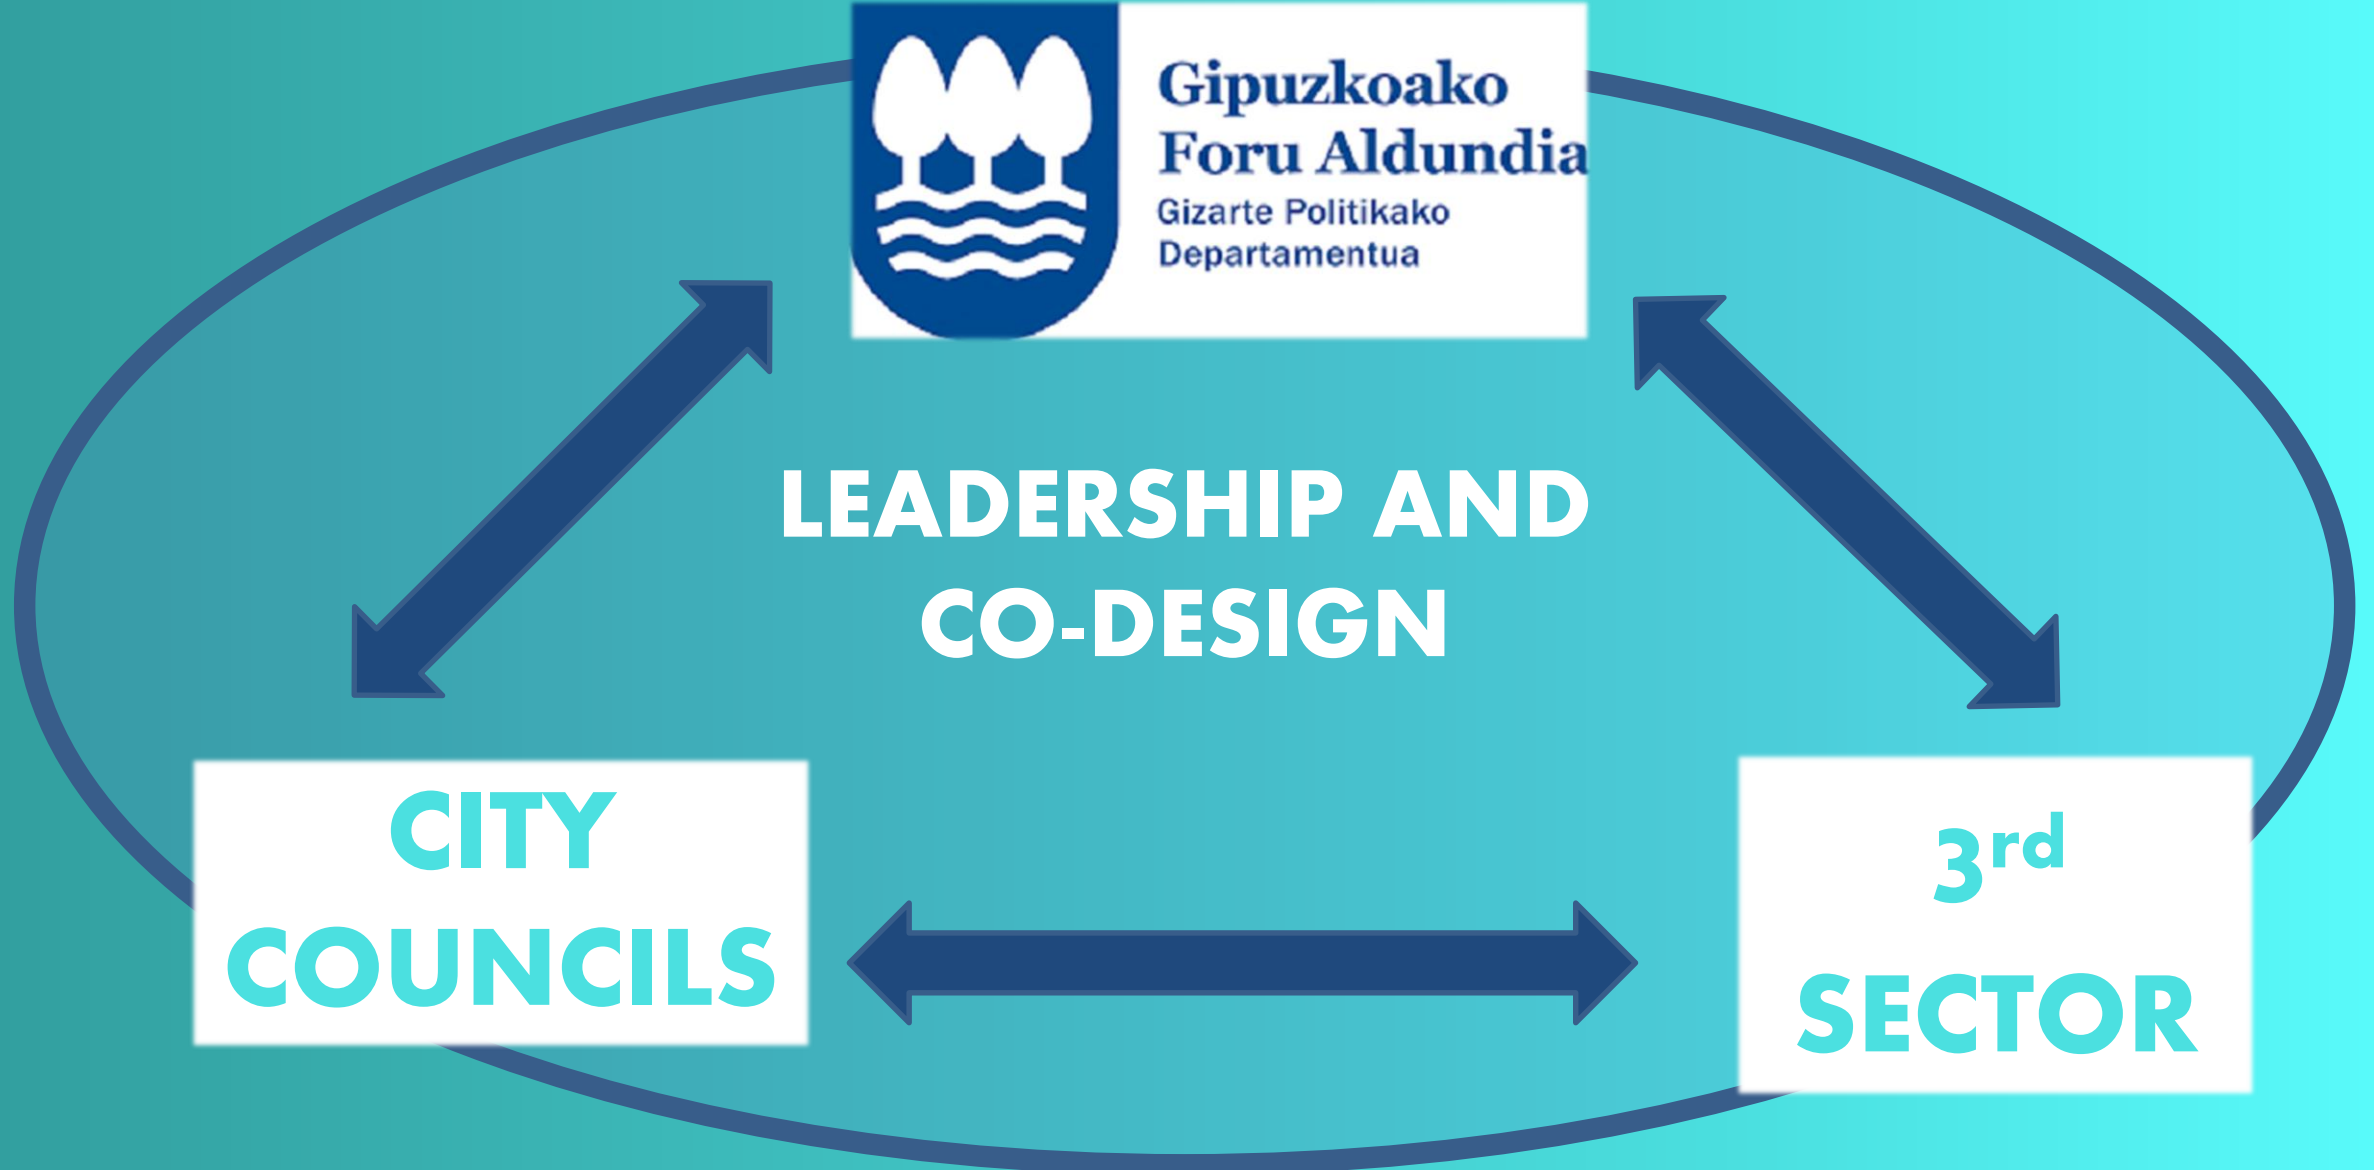 Gipuzkoako
Foru Aldundia
Gizarte Politikako
Departamentua
LEADERSHIP AND
CO-DESIGN
CITY
COUNCILS
3rd
SECTOR